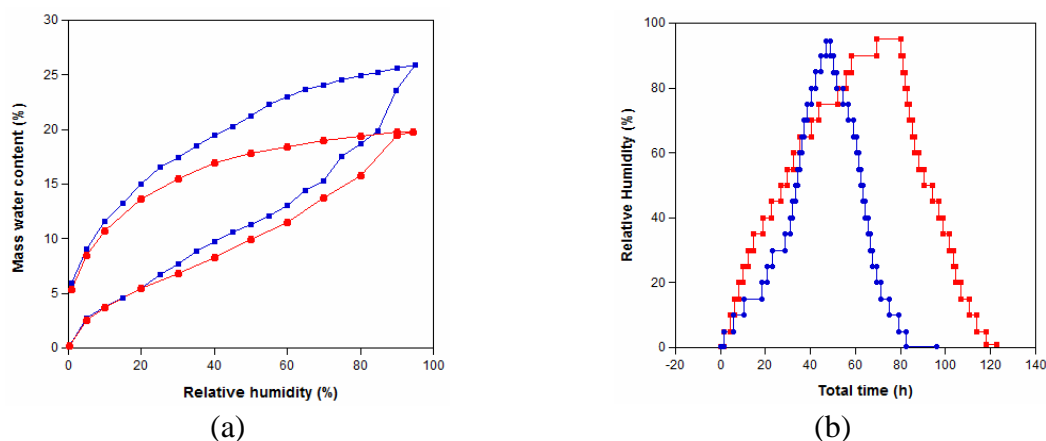 30
25
20
15
10
5
0
0 20 40 60 80 100
Mass water content (%)
Relative humidity (%)
(a)
100
80
60
40
20
0
-20 0 20 40 60 80 100 120 140
Relative Humidity (%)
Total time (h)
(b)